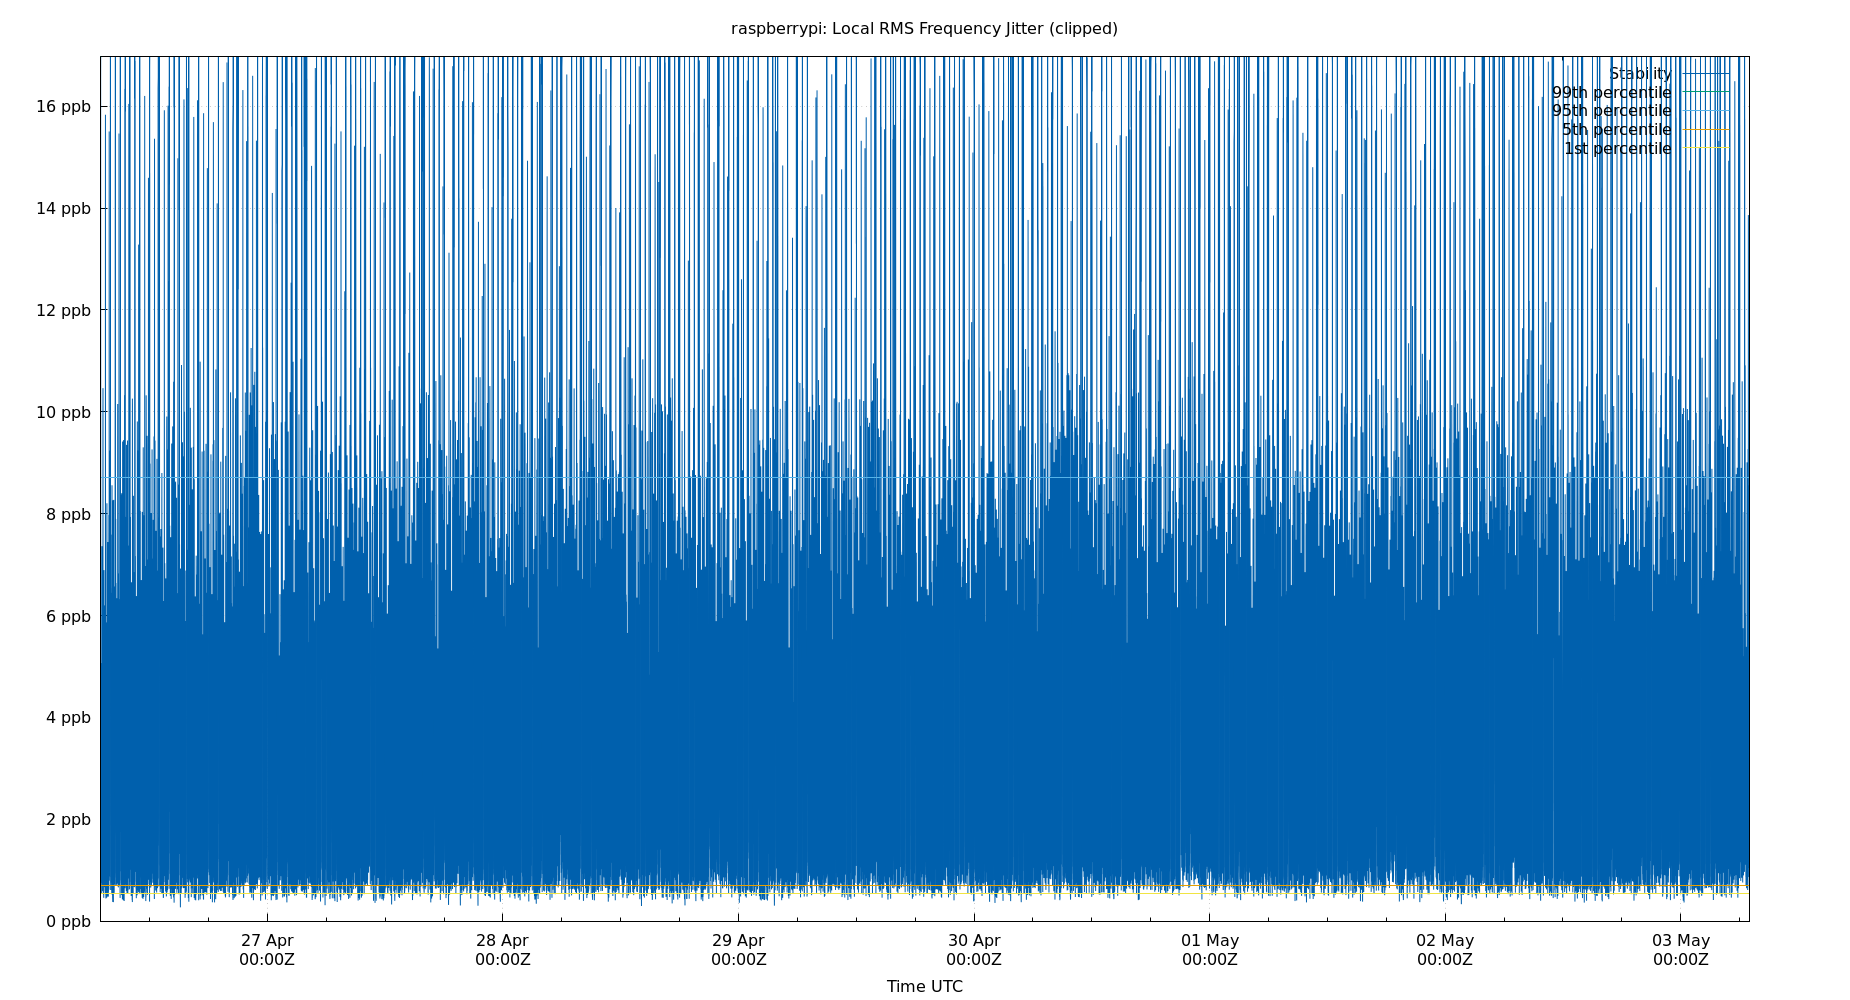 raspberrypi: Local RMS Frequency Jitter (clipped)
Stability
99th percentile
95th percentile
5th percentile
1st percentile
16 ppb
14 ppb
12 ppb
10 ppb
8 ppb
6 ppb
4 ppb
2 ppb
0 ppb
27 Apr 28 Apr 29 Apr 30 Apr 01 May 02 May 03 May
00:00Z 00:00Z 00:00Z 00:00Z 00:00Z 00:00Z 00:00Z
Time UTC